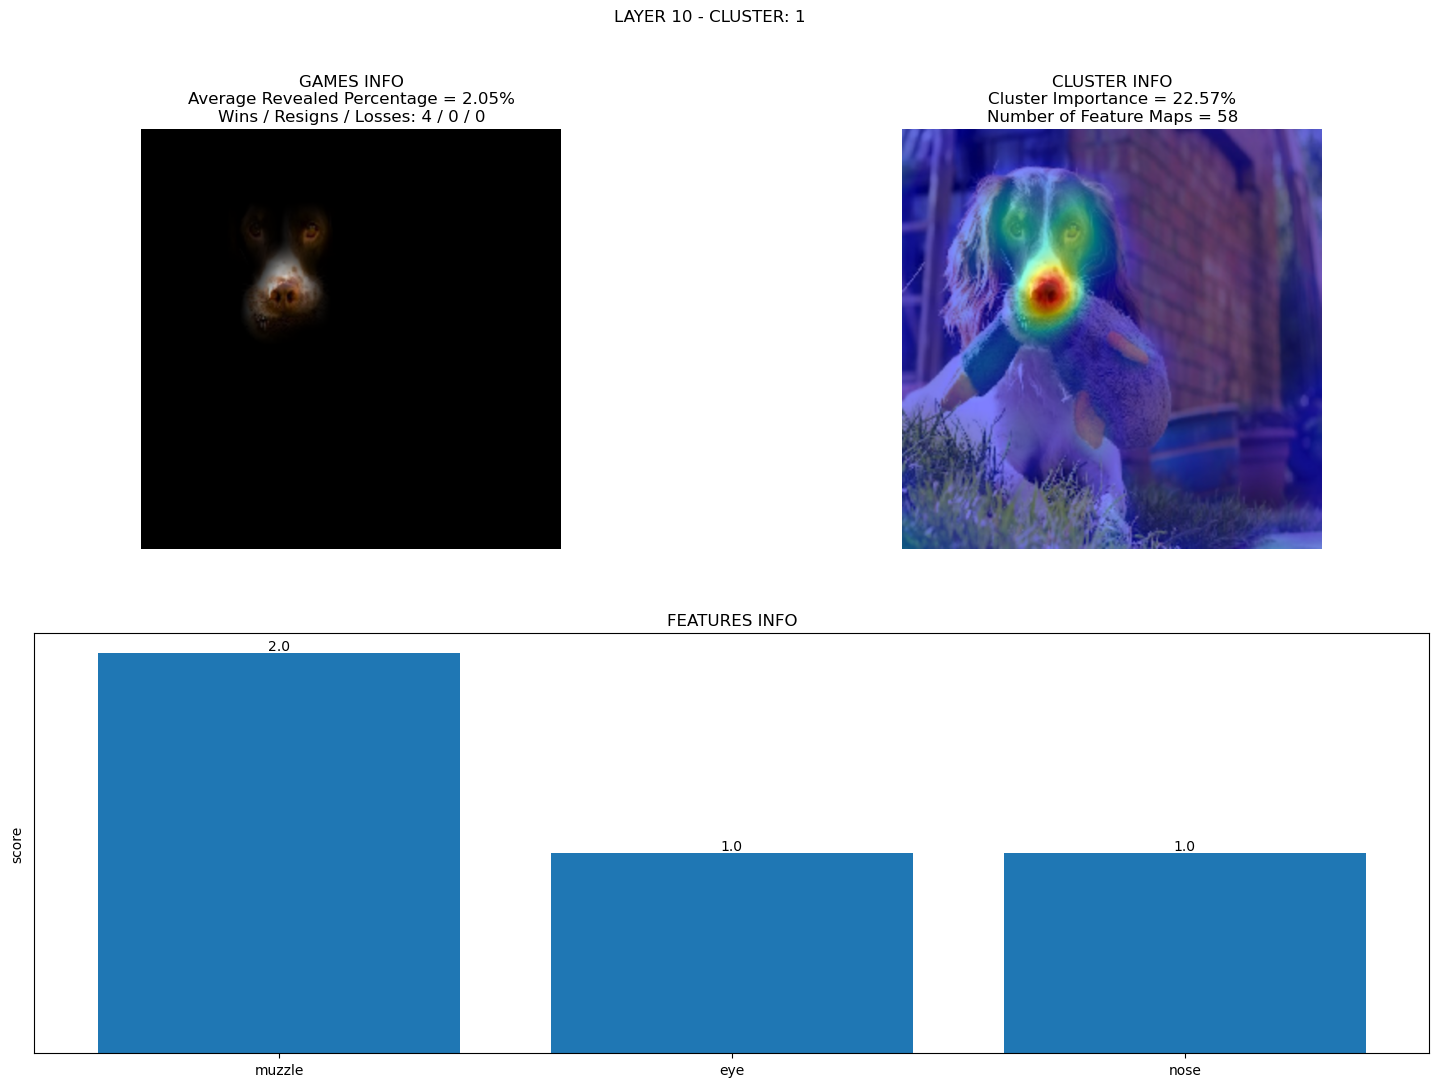 LAYER 10 - CLUSTER: 1
GAMES INFO
Average Revealed Percentage = 2.05%
Wins / Resigns / Losses: 4 / 0 / 0
CLUSTER INFO
Cluster Importance = 22.57%
Number of Feature Maps = 58
FEATURES INFO
score
2.0
1.0
1.0
muzzle
eye
nose